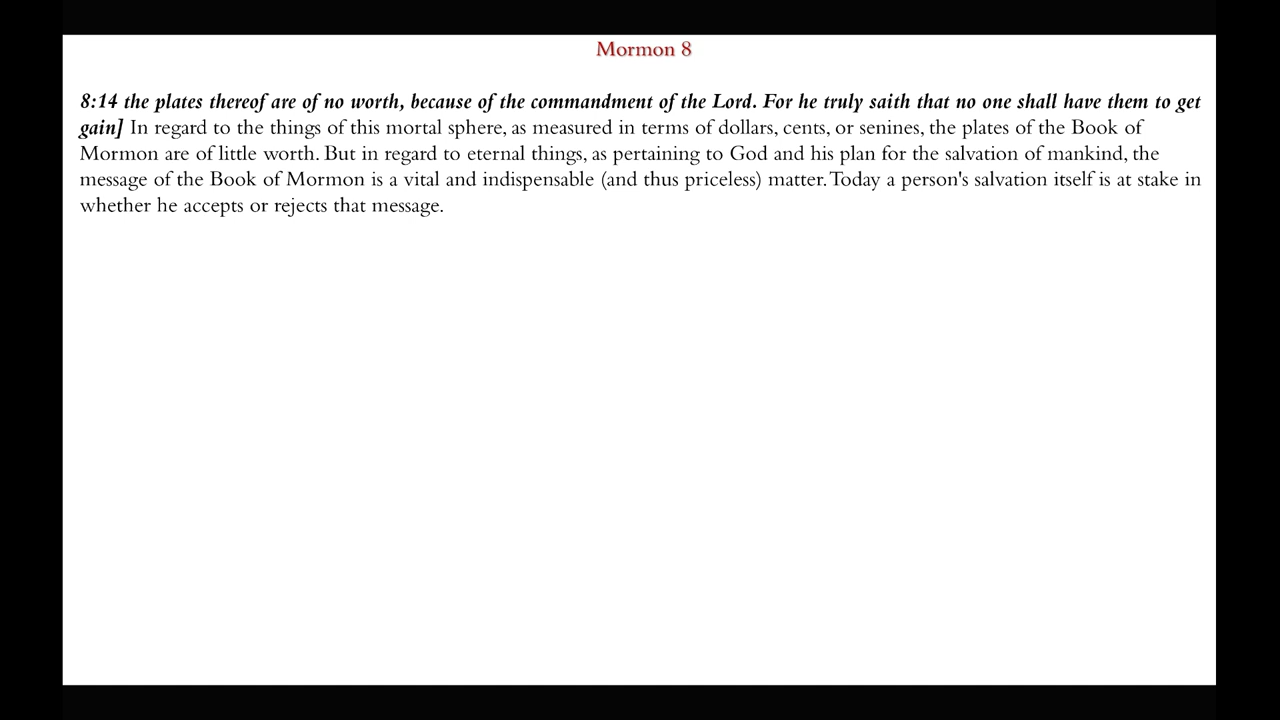 Mormon 8
8:14 the plates thereof are of no worth, because of the commandment of the Lord. For he truly saith that no one shall have them to get
gain] In regard to the things of this mortal sphere, as measured in terms of dollars, cents, or senines, the plates of the Book of
Mormon are of little worth. But in regard to eternal things, as pertaining to God and his plan for the salvation of mankind, the
message of the Book of Mormon is a vital and indispensable (and thus priceless) matter. Today a person's salvation itself is at stake in
whether he accepts or rejects that message.